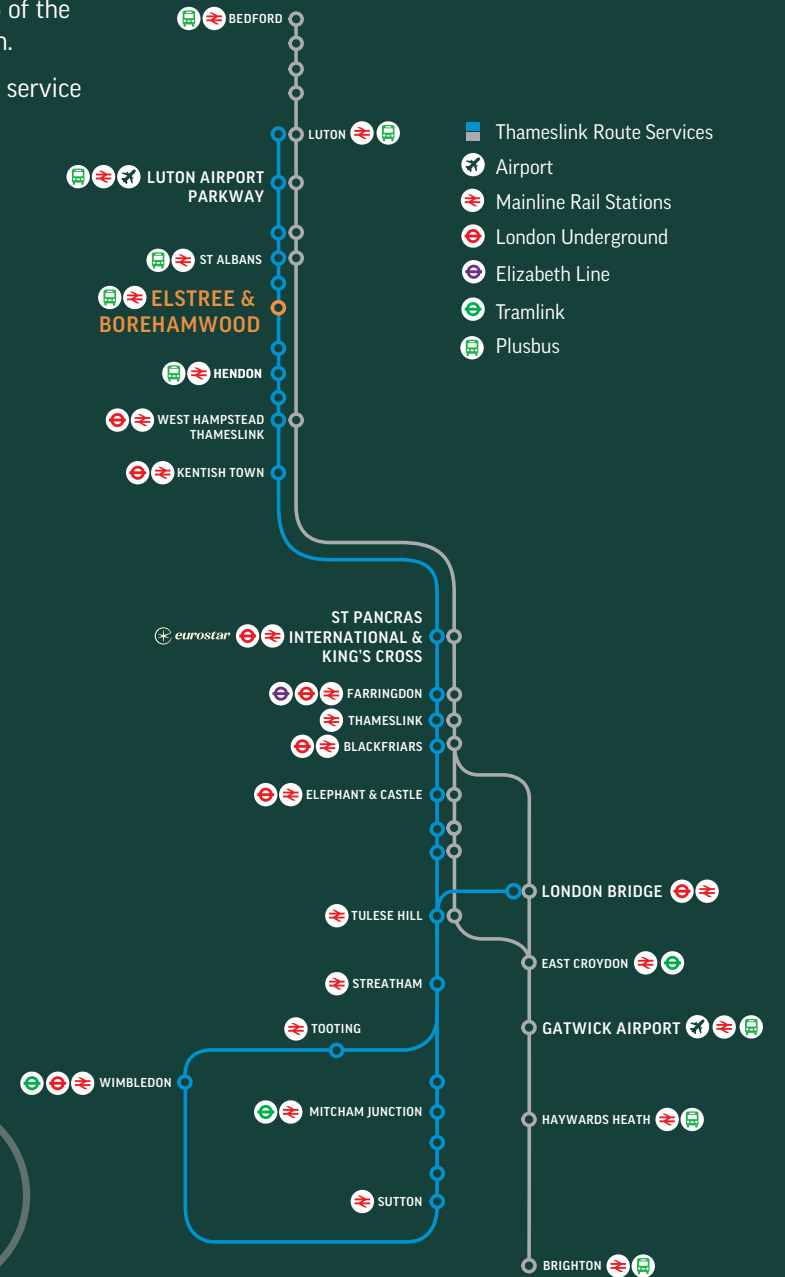 of the
n.
service
BEDFORD
LUTON
Thameslink Route Services
Airport
Mainline Rail Stations
London Underground
Elizabeth Line
Tramlink
Plusbus
LUTON AIRPORT
PARKWAY
ST ALBANS
ELSTREE &
BOREHAMWOOD
HENDON
WEST HAMPSTEAD
THAMESLINK
KENTISH TOWN
ST PANCRAS
eurostar INTERNATIONAL &
KING'S CROSS
FARRINGDON
THAMESLINK
BLACKFRIARS
ELEPHANT & CASTLE
LONDON BRIDGE
TULESE HILL
EAST CROYDON
STREATHAM
TOOTING
GATWICK AIRPORT
WIMBLEDON
MITCHAM JUNCTION
HAYWARDS HEATH
SUTTON
BRIGHTON